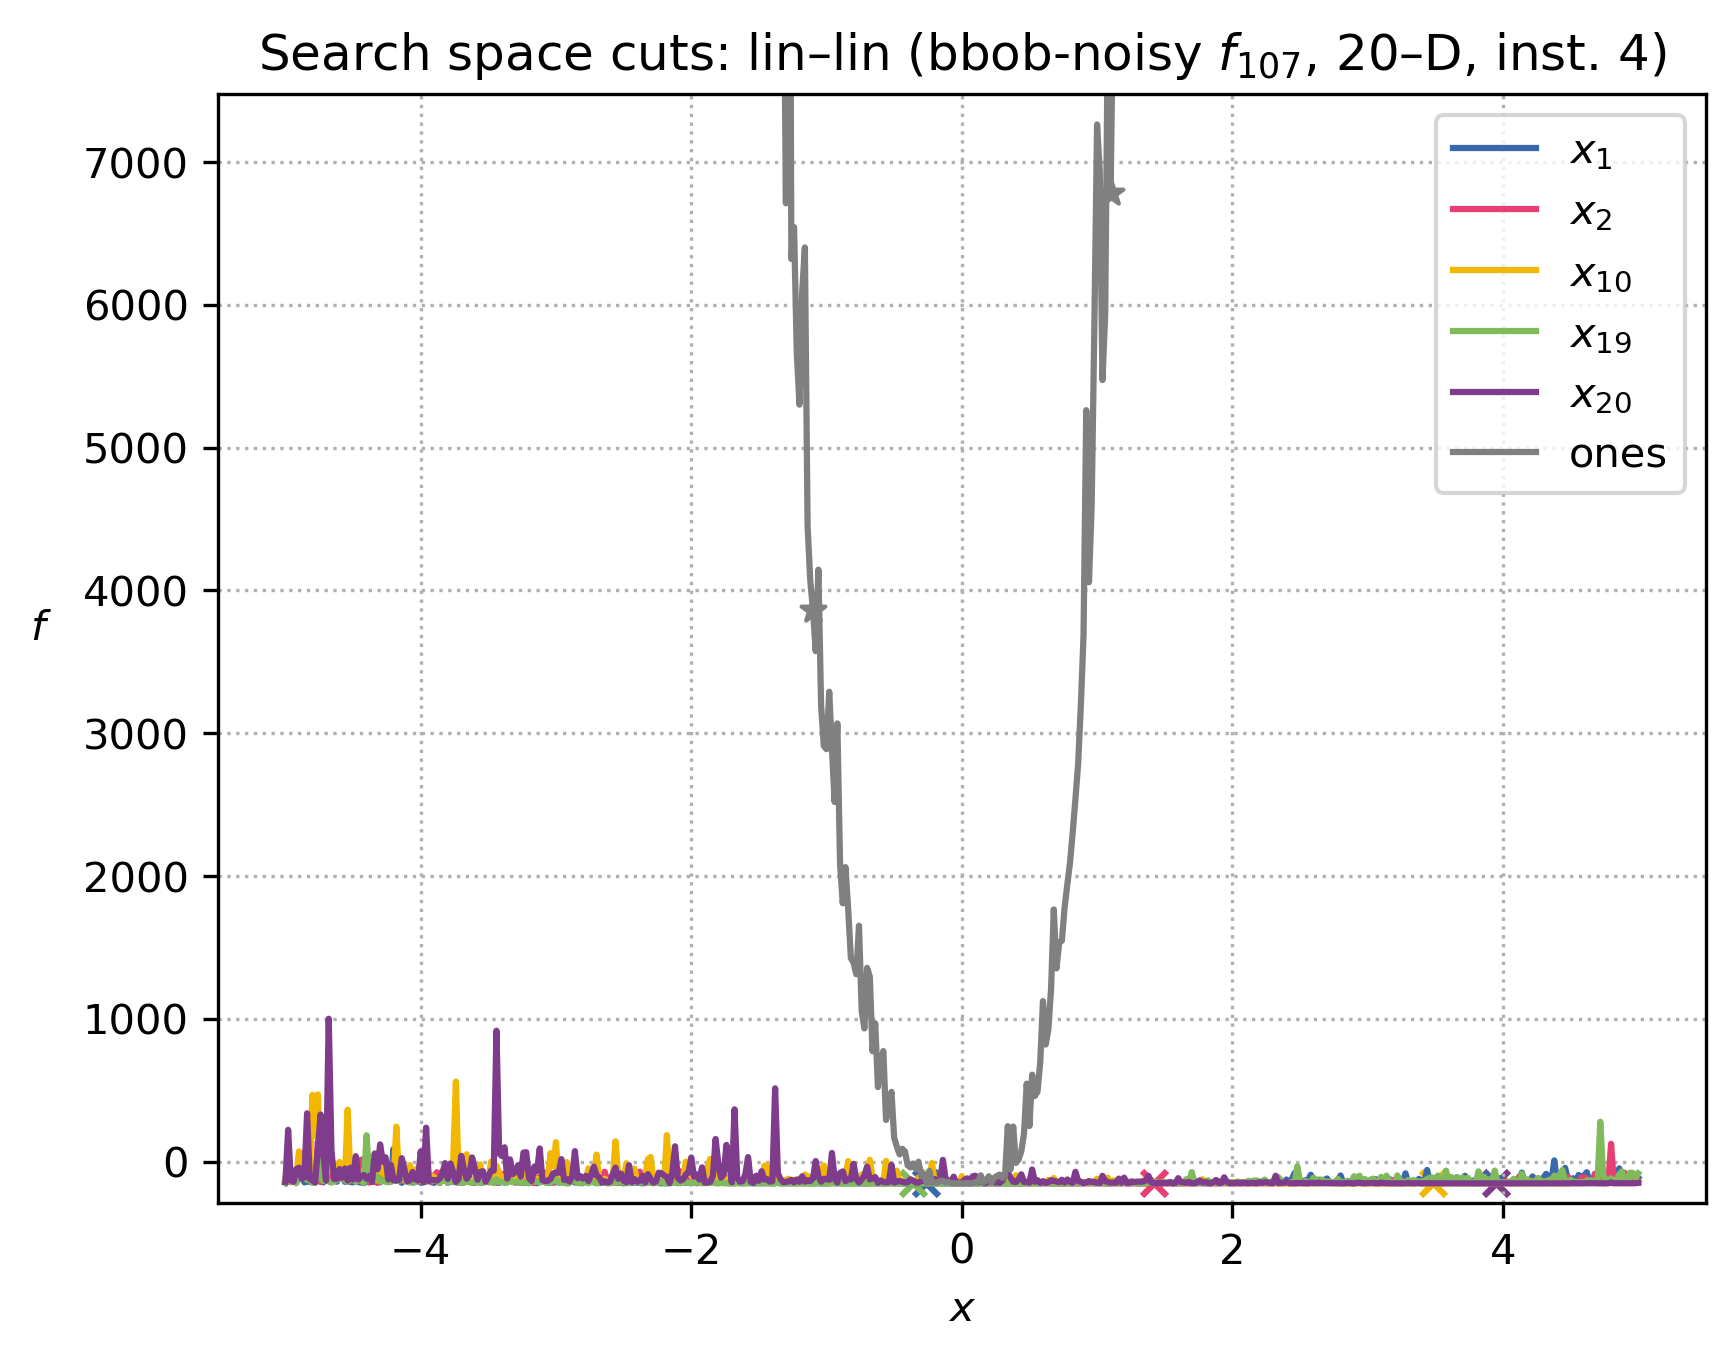 Search space cuts: lin–lin (bbob-noisy f₁₀₇, 20–D, inst. 4)
7000
6000
5000
4000
3000
2000
1000
0
f
x₁
x₂
x₁₀
x₁₉
x₂₀
ones
−4 −2 0 2 4
x